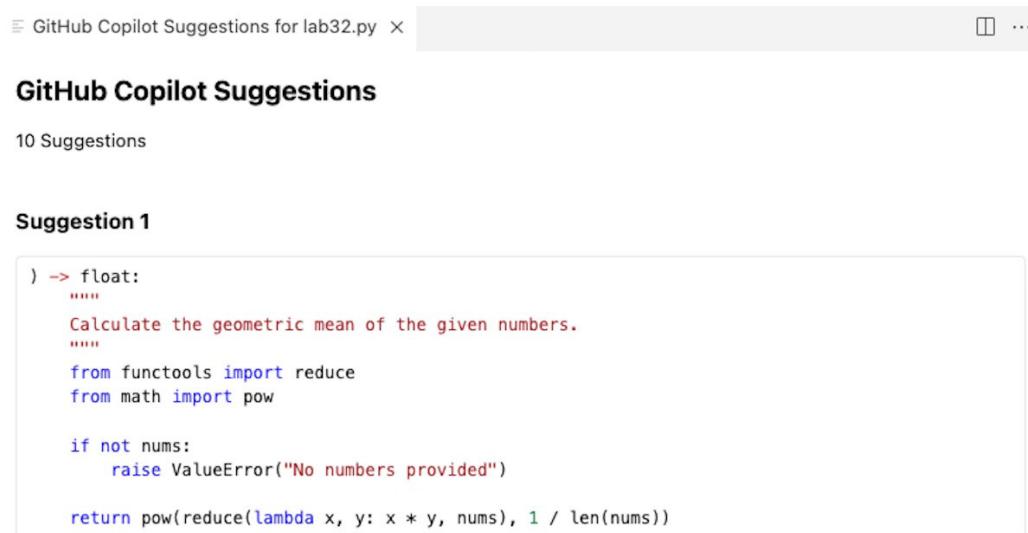 GitHub Copilot Suggestions for lab32.py
GitHub Copilot Suggestions
10 Suggestions
Suggestion 1
) -> float:
    """
    Calculate the geometric mean of the given numbers.
    """
    from functools import reduce
    from math import pow

    if not nums:
        raise ValueError("No numbers provided")

    return pow(reduce(lambda x, y: x * y, nums), 1 / len(nums))